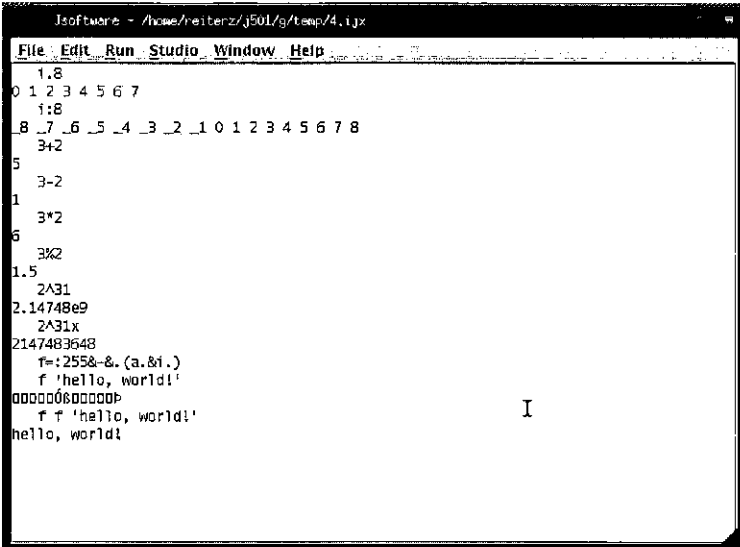 Jsoftware - /home/reiterz/j501/g/temp/4.ijx
File Edit Run Studio Window Help
i.8
0 1 2 3 4 5 6 7
i:8
_8 _7 _6 _5 _4 _3 _2 _1 0 1 2 3 4 5 6 7 8
3+2
5
3-2
1
3*2
6
3%2
1.5
2^31
2.14748e9
2^31x
2147483648
f=:255&-&.(a.&i.)
f 'hello, world!'
▯▯▯▯▯Óß▯▯▯▯▯Þ
f f 'hello, world!'
hello, world!